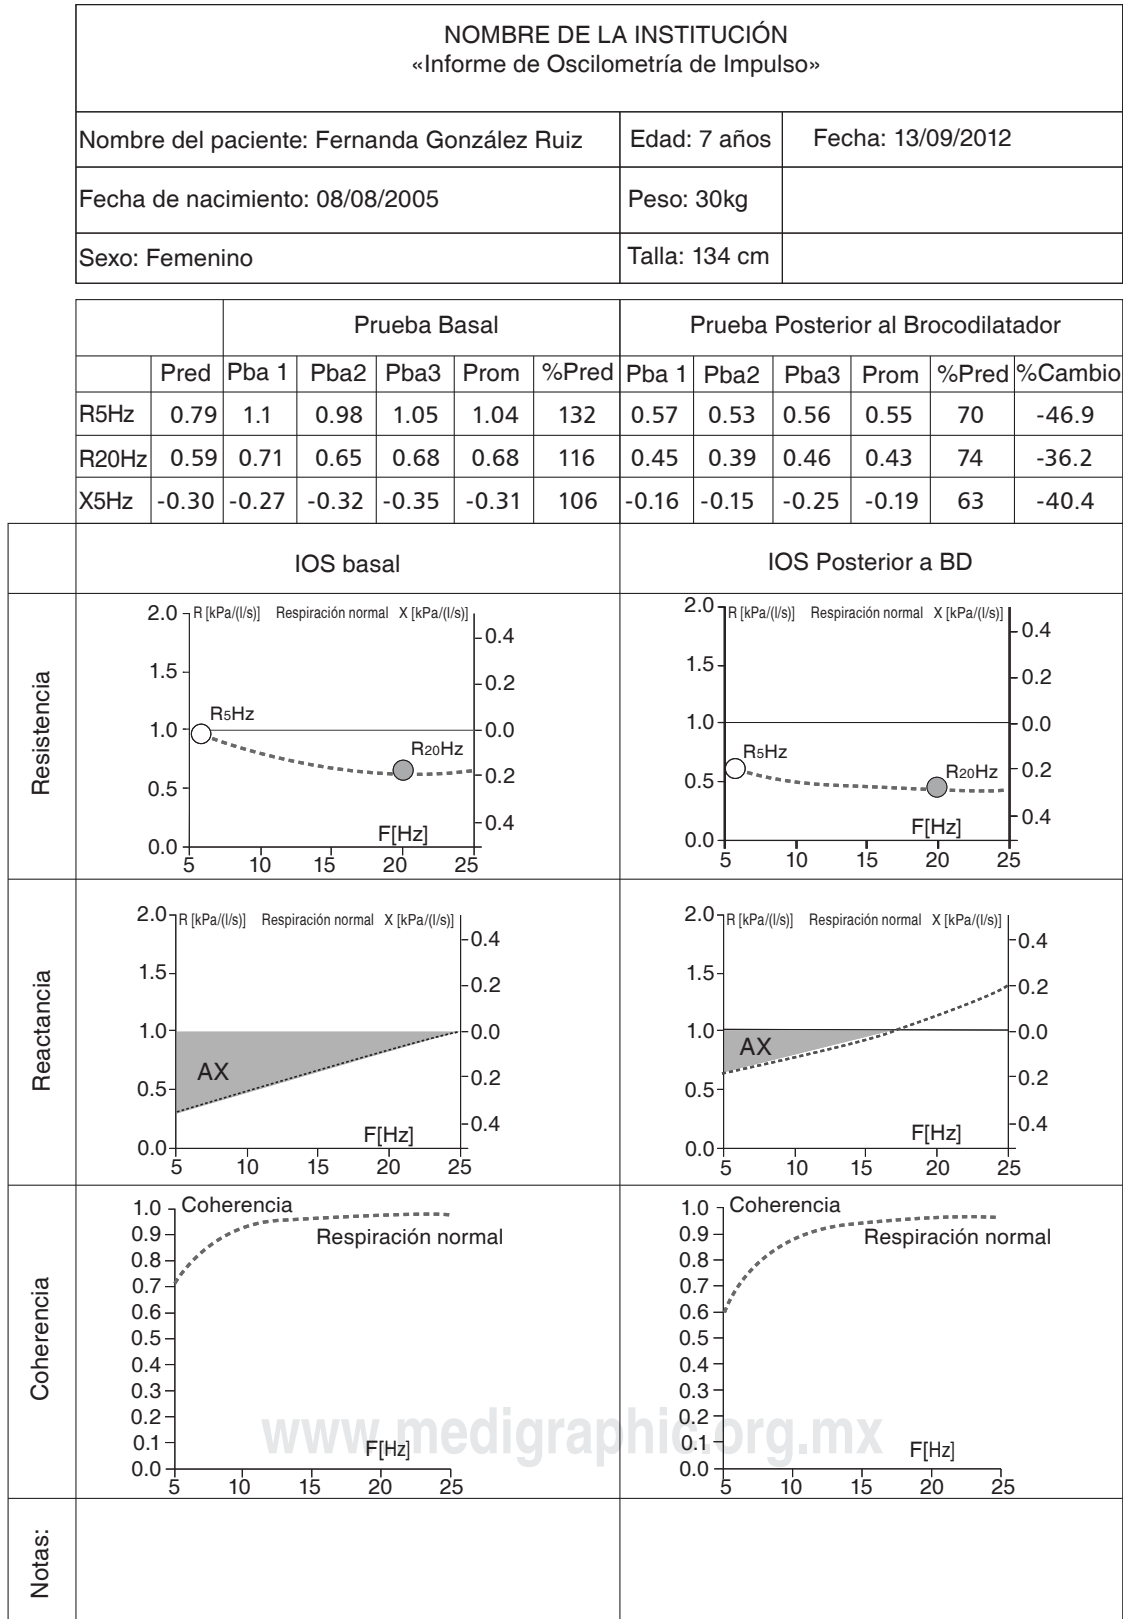 NOMBRE DE LA INSTITUCIÓN
«Informe de Oscilometría de Impulso»
Nombre del paciente: Fernanda González Ruiz Edad: 7 años Fecha: 13/09/2012
Fecha de nacimiento: 08/08/2005 Peso: 30kg
Sexo: Femenino Talla: 134 cm
Prueba Basal Prueba Posterior al Brocodilatador
Pred Pba 1 Pba2 Pba3 Prom %Pred Pba 1 Pba2 Pba3 Prom %Pred %Cambio
R5Hz 0.79 1.1 0.98 1.05 1.04 132 0.57 0.53 0.56 0.55 70 -46.9
R20Hz 0.59 0.71 0.65 0.68 0.68 116 0.45 0.39 0.46 0.43 74 -36.2
X5Hz -0.30 -0.27 -0.32 -0.35 -0.31 106 -0.16 -0.15 -0.25 -0.19 63 -40.4
IOS basal IOS Posterior a BD
Resistencia
2.0 R [kPa/(l/s)] Respiración normal X [kPa/(l/s)]
0.4
1.5
0.2
R5Hz
1.0 0.0
R20Hz
0.2
0.5
0.4
F[Hz]
0.0
5 10 15 20 25
2.0 R [kPa/(l/s)] Respiración normal X [kPa/(l/s)]
0.4
1.5
0.2
1.0 0.0
R5Hz
R20Hz 0.2
0.5
0.4
F[Hz]
0.0
5 10 15 20 25
Reactancia
2.0 R [kPa/(l/s)] Respiración normal X [kPa/(l/s)]
0.4
1.5
0.2
1.0 0.0
AX
0.2
0.5
0.4
F[Hz]
0.0
5 10 15 20 25
2.0 R [kPa/(l/s)] Respiración normal X [kPa/(l/s)]
0.4
1.5
0.2
1.0 0.0
AX
0.2
0.5
0.4
F[Hz]
0.0
5 10 15 20 25
Coherencia
1.0 Coherencia
0.9 Respiración normal
0.8
0.7
0.6
0.5
0.4
0.3
0.2
0.1 F[Hz]
0.0
5 10 15 20 25
1.0 Coherencia
0.9 Respiración normal
0.8
0.7
0.6
0.5
0.4
0.3
0.2
0.1 F[Hz]
0.0
5 10 15 20 25
www.medigraphic.org.mx
Notas: